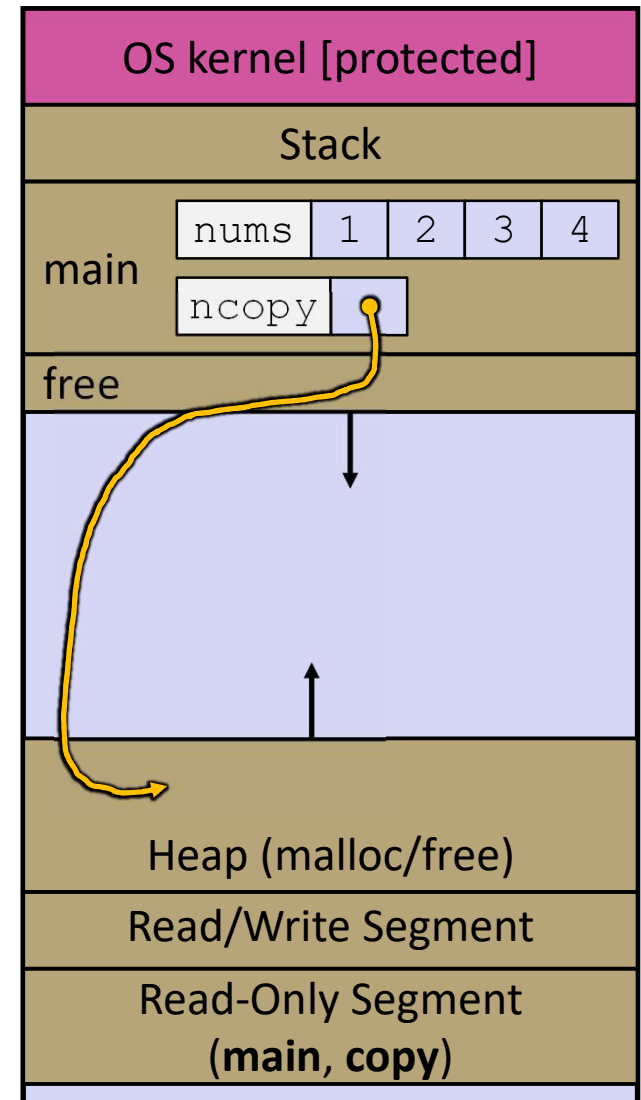 OS kernel [protected]
Stack
main
nums 1 2 3 4
ncopy
free
Heap (malloc/free)
Read/Write Segment
Read-Only Segment
(main, copy)